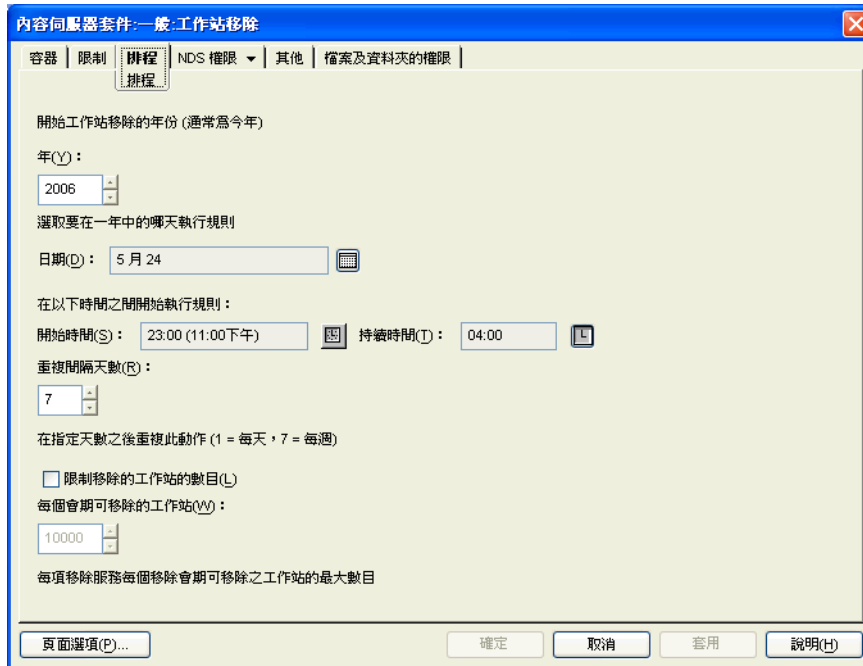 內容伺服器套件:一般:工作站移除
容器 限制 排程 NDS 權限 其他 檔案及資料夾的權限
排程
開始工作站移除的年份 (通常為今年)
年(Y):
2006
選取要在一年中的哪天執行規則
日期(D): 5 月 24
在以下時間之間開始執行規則:
開始時間(S): 23:00 (11:00下午) 持續時間(T): 04:00
重複間隔天數(R):
7
在指定天數之後重複此動作 (1 = 每天,7 = 每週)
限制移除的工作站的數目(L)
每個會期可移除的工作站(W):
10000
每項移除服務每個移除會期可移除之工作站的最大數目
頁面選項(P)... 確定 取消 套用 說明(H)